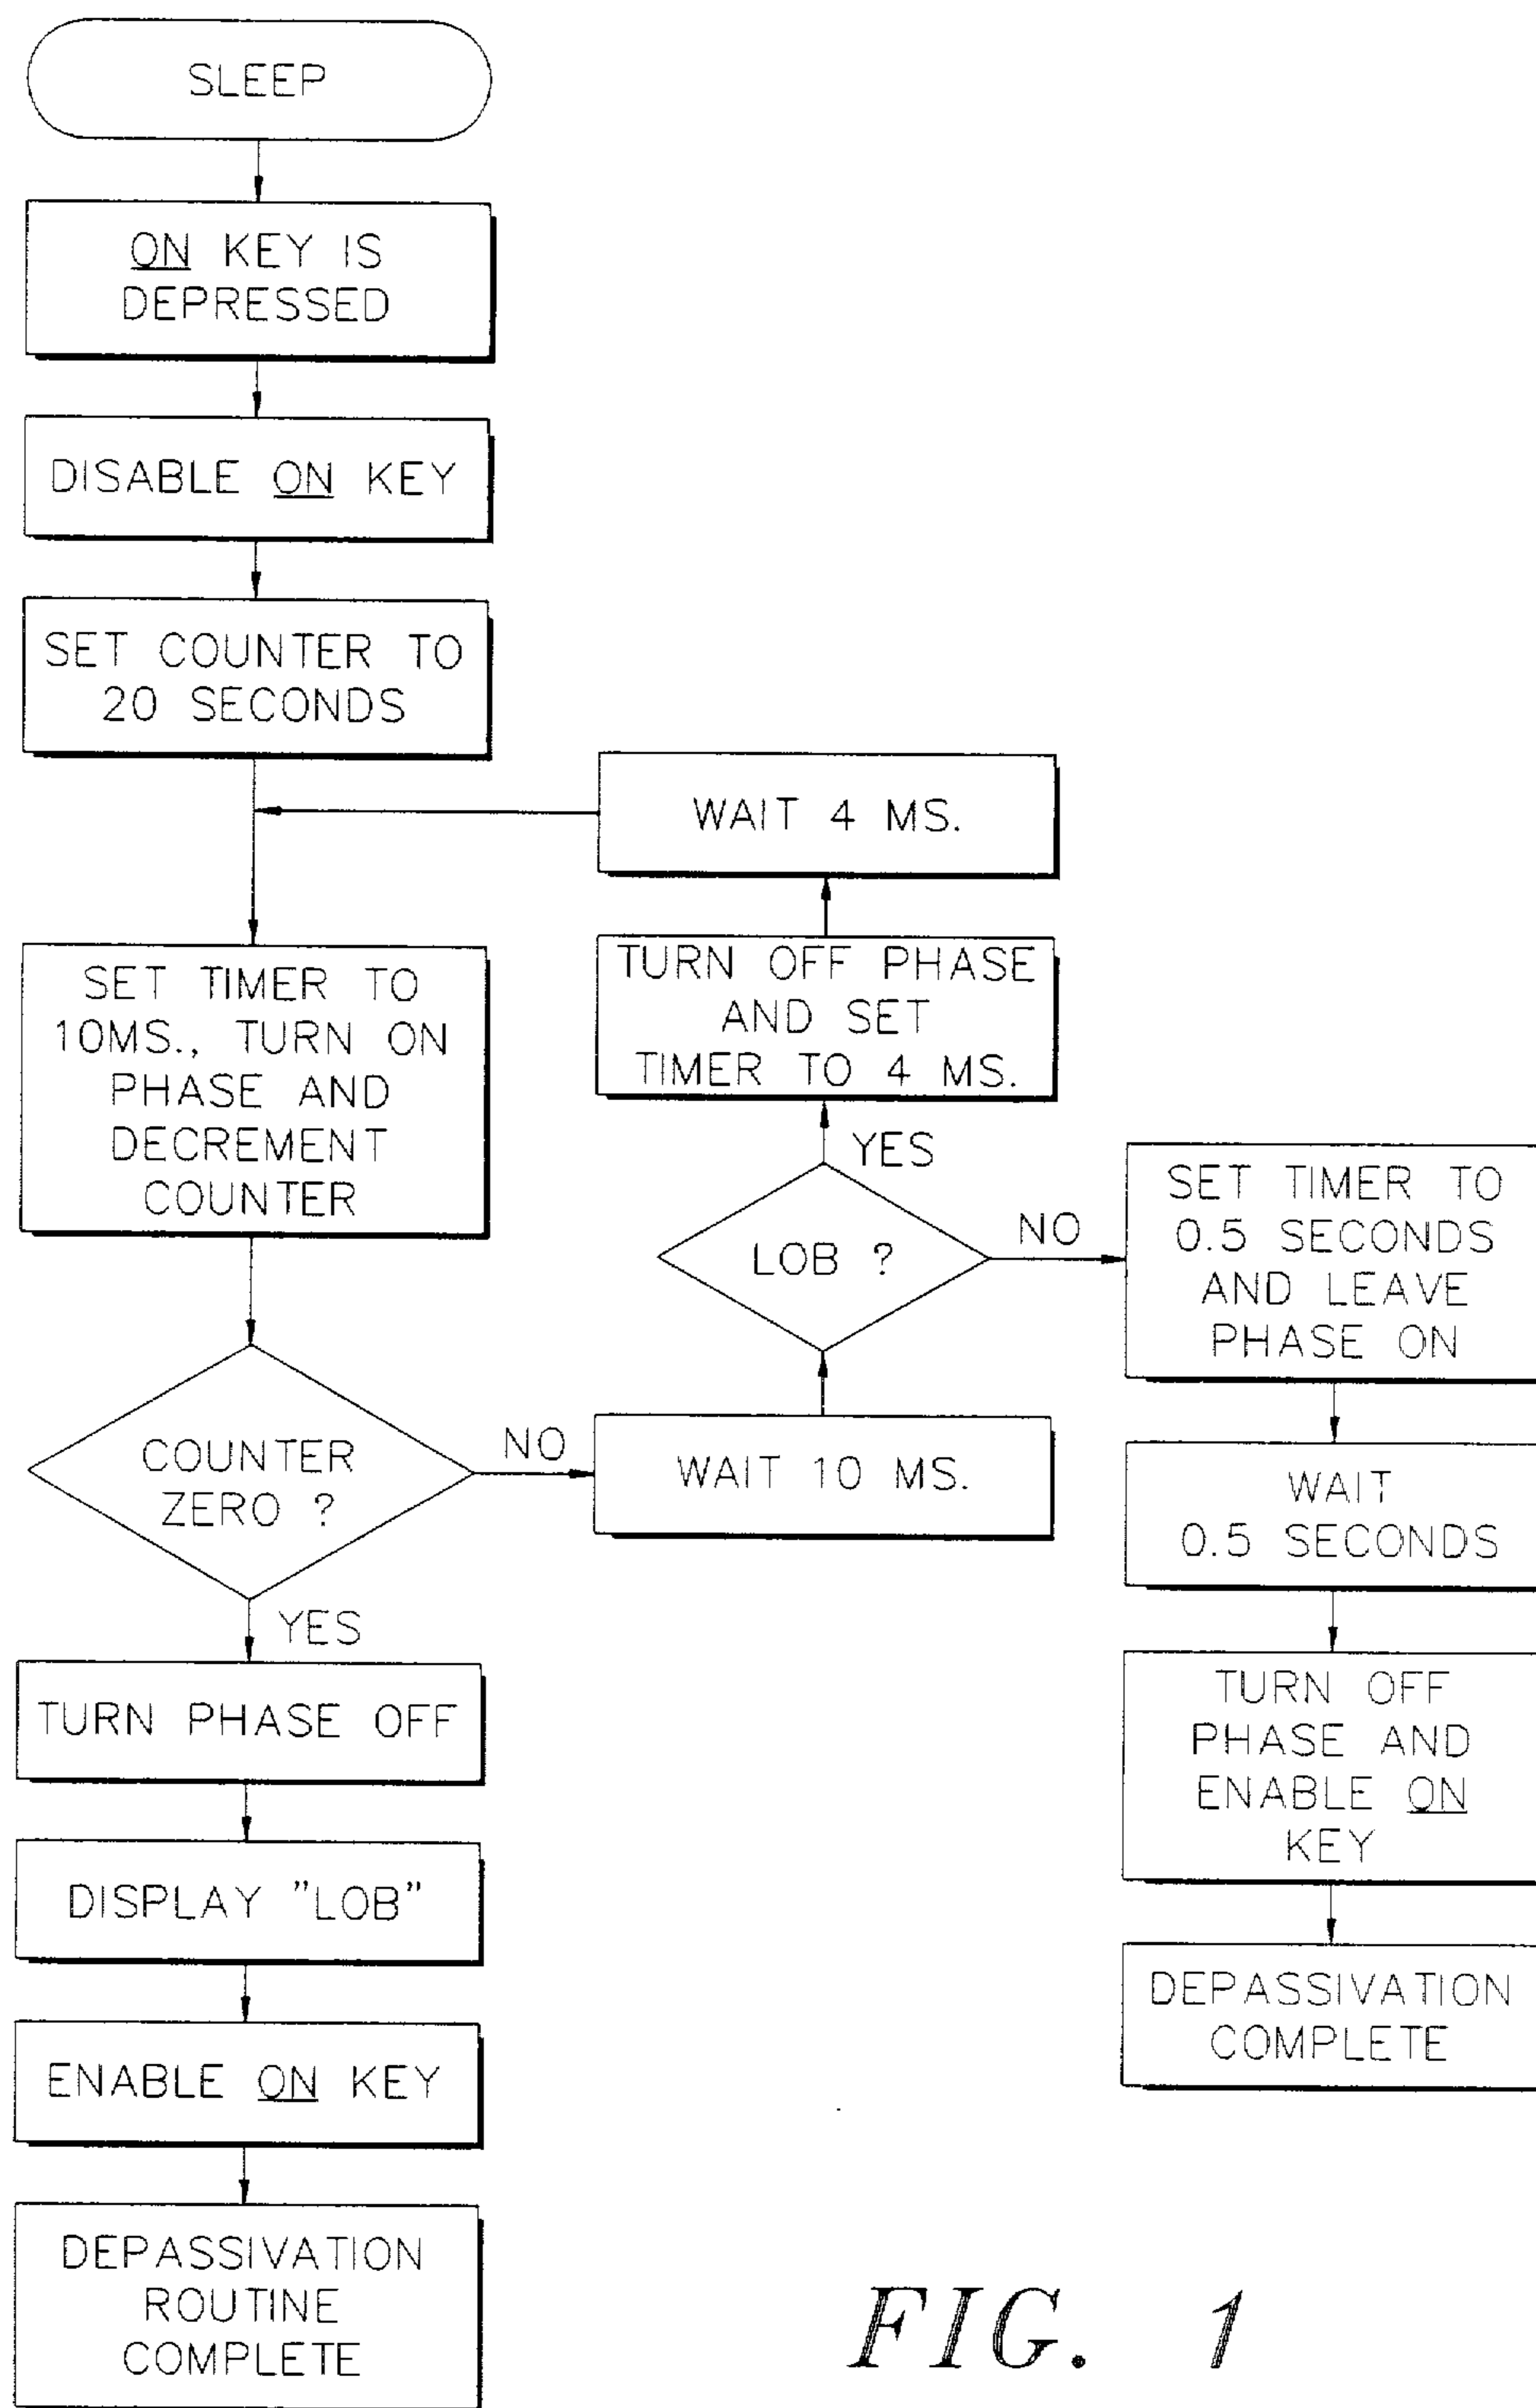 SLEEP
ON KEY IS
DEPRESSED
DISABLE ON KEY
SET COUNTER TO
20 SECONDS
WAIT 4 MS.
SET TIMER TO
10MS., TURN ON
PHASE AND
DECREMENT
COUNTER
TURN OFF PHASE
AND SET
TIMER TO 4 MS.
YES
LOB ?
NO
SET TIMER TO
0.5 SECONDS
AND LEAVE
PHASE ON
COUNTER
ZERO ?
NO
WAIT 10 MS.
WAIT
0.5 SECONDS
YES
TURN PHASE OFF
TURN OFF
PHASE AND
ENABLE ON
KEY
DISPLAY "LOB"
DEPASSIVATION
COMPLETE
ENABLE ON KEY
DEPASSIVATION
ROUTINE
COMPLETE
FIG. 1